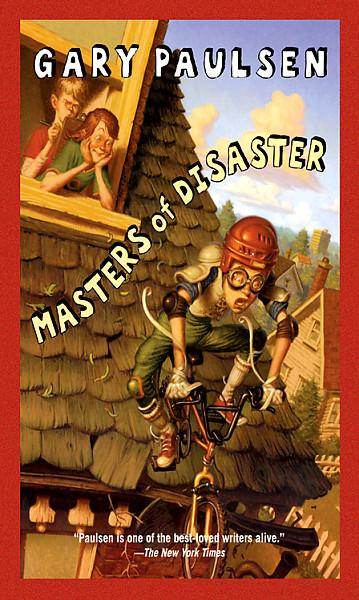 GARY PAULSEN
MASTERS of DISASTER
“Paulsen is one of the best-loved writers alive.”
—The New York Times